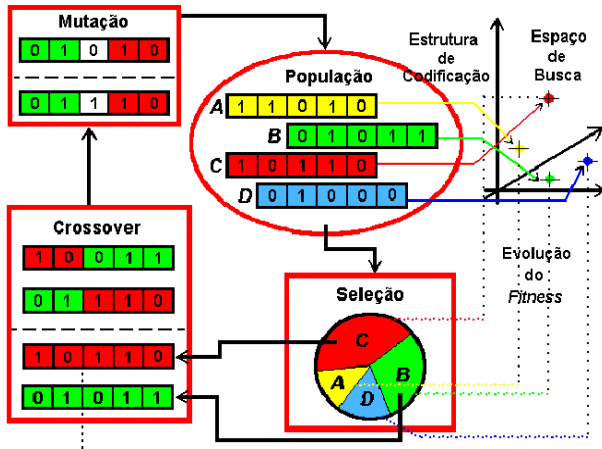 Mutação
0 1 0 1 0
0 1 1 1 0
População
A 1 1 0 1 0
B 0 1 0 1 1
C 1 0 1 1 0
D 0 1 0 0 0
Estrutura
de
Codificação
Espaço
de
Busca
Crossover
1 0 0 1 1
0 1 1 1 0
1 0 1 1 0
0 1 0 1 1
Seleção
C
A
B
D
Evolução
do
Fitness